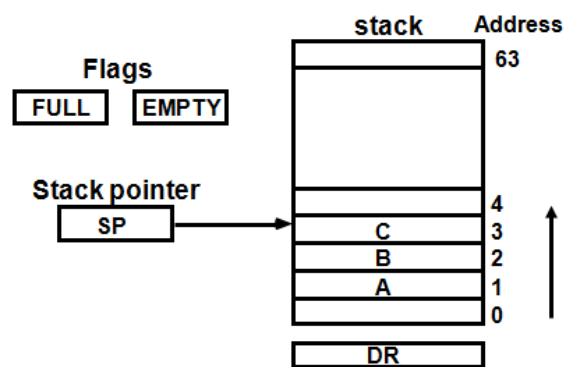 stack Address
63
Flags
FULL EMPTY
Stack pointer
SP
4
C 3
B 2
A 1
0
DR